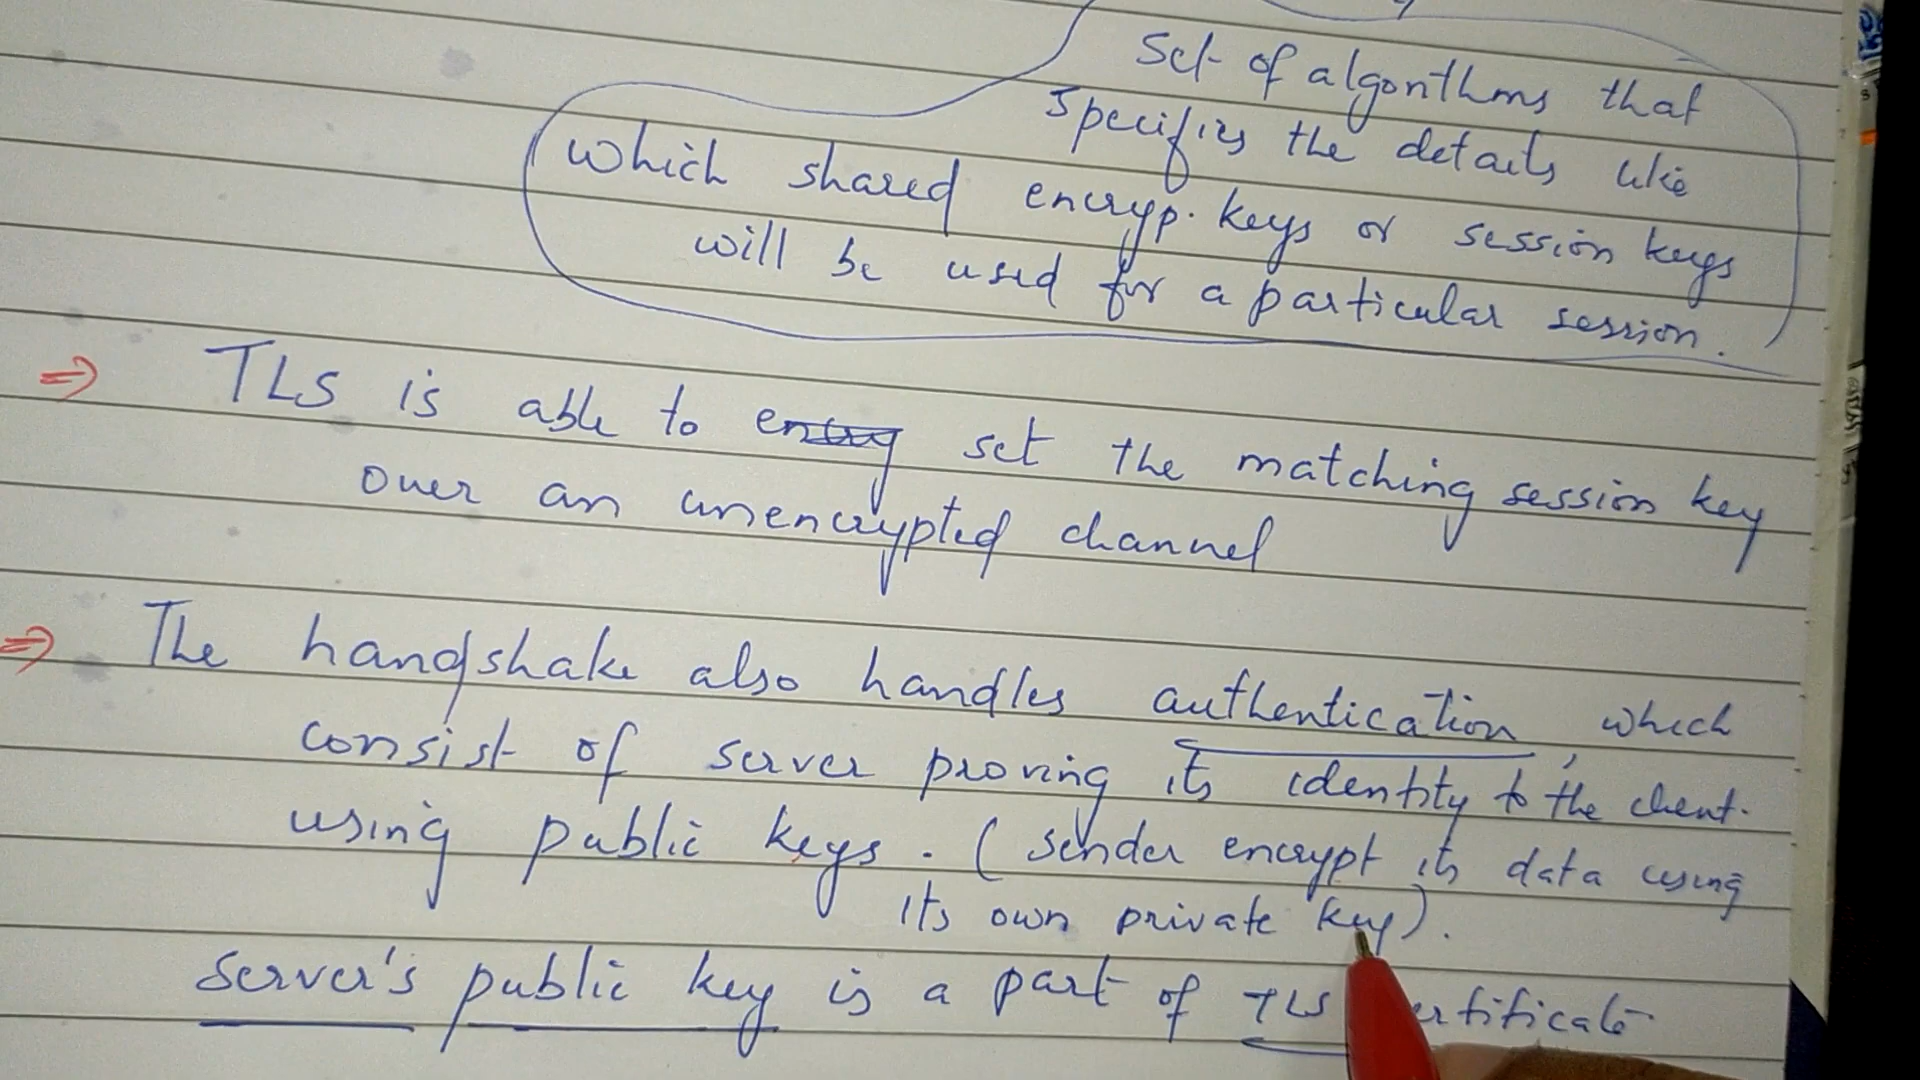 Set of algorithms that
specifies the details like
which shared encryp. keys or session keys
will be used for a particular session.
⇒ TLS is able to set the matching session key
over an unencrypted channel
⇒ The handshake also handles authentication, which
consist of server proving its identity to the client.
using public keys. (sender encrypt its data using
its own private key).
server's public key is a part of TLS certificate